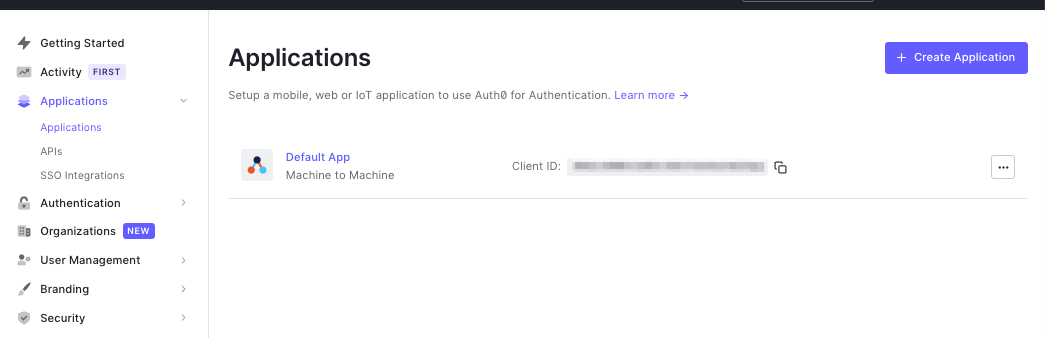 Getting Started
Activity FIRST
Applications
Applications
APIs
SSO Integrations
Authentication
Organizations NEW
User Management
Branding
Security
Applications
+ Create Application
Setup a mobile, web or IoT application to use Auth0 for Authentication. Learn more →
Default App
Machine to Machine
Client ID: